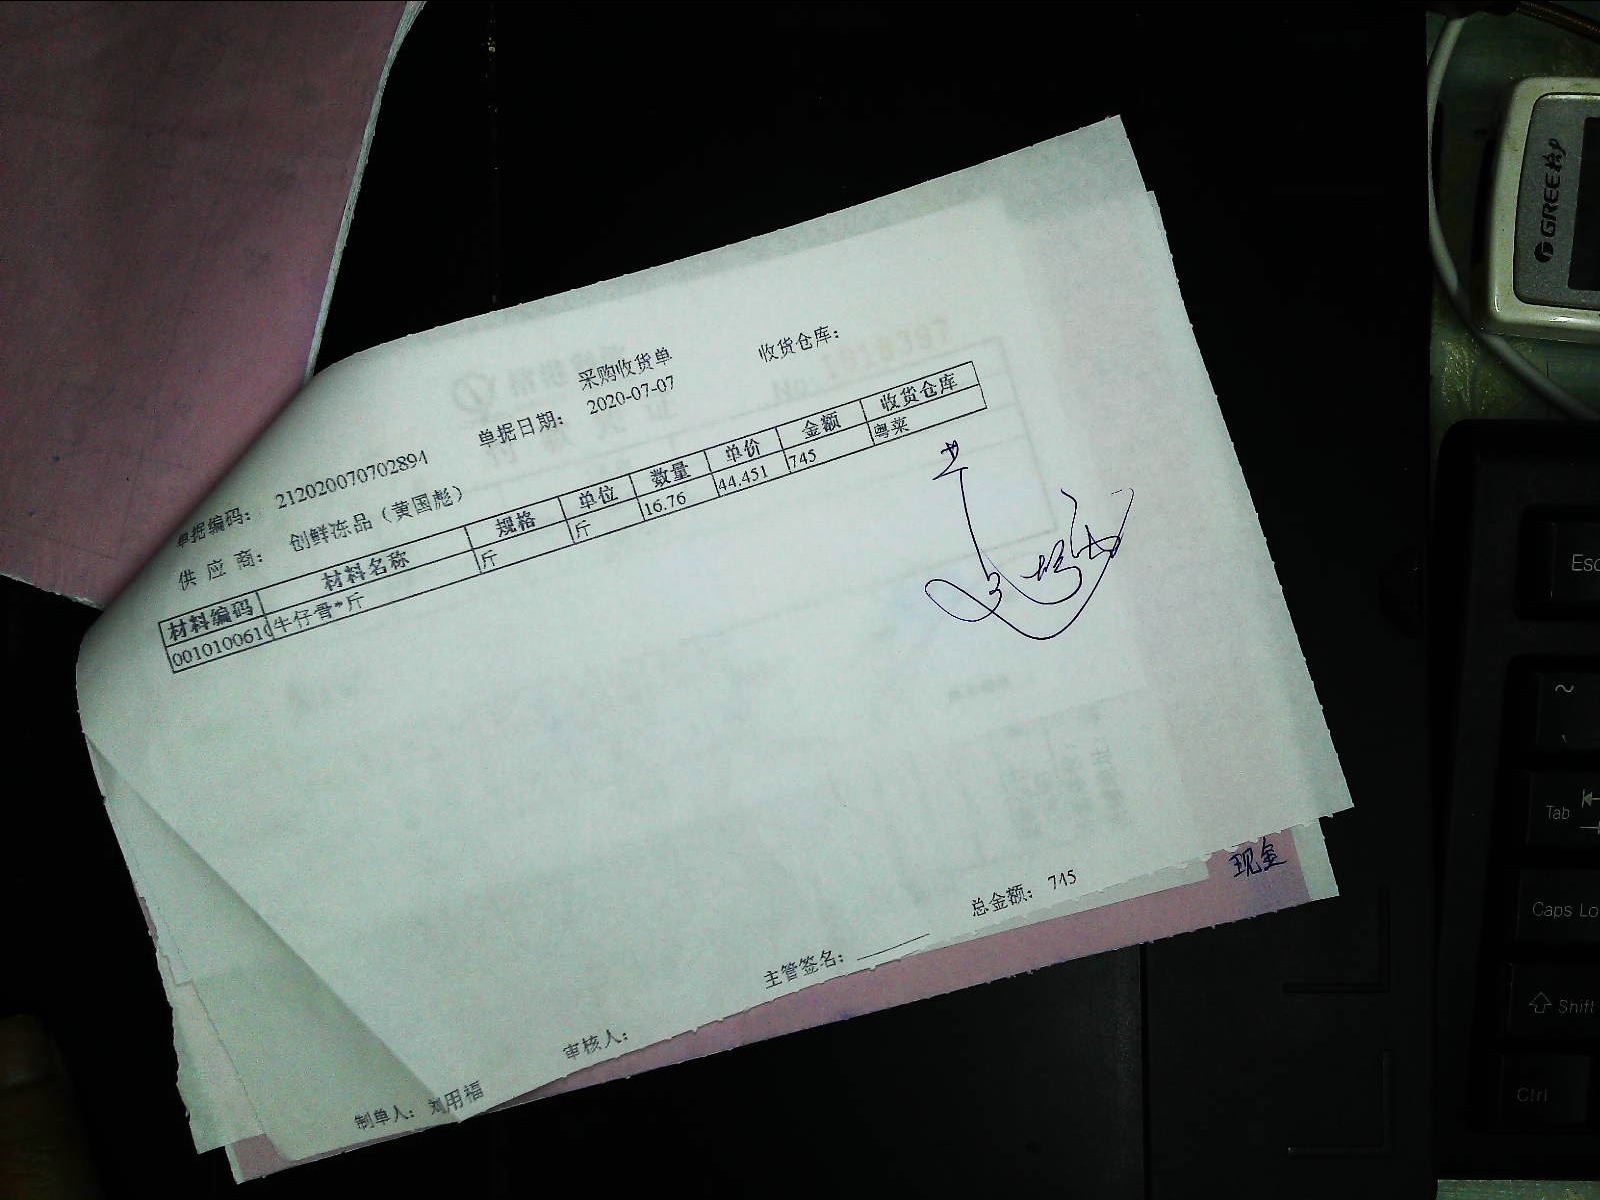 采购收货单
收货仓库：
单据编码： 212020070702894 单据日期： 2020-07-07
供 应 商： 创鲜冻品（黄国彪）
材料编码 材料名称 规格 单位 数量 单价 金额 收货仓库
001010061 牛仔骨*斤 斤 斤 16.76 44.451 745 粤菜
总金额： 745
主管签名：
审核人：
制单人： 刘用福
现金
GREE
Esc
~
Tab
Caps Lo
Shift
Ctrl